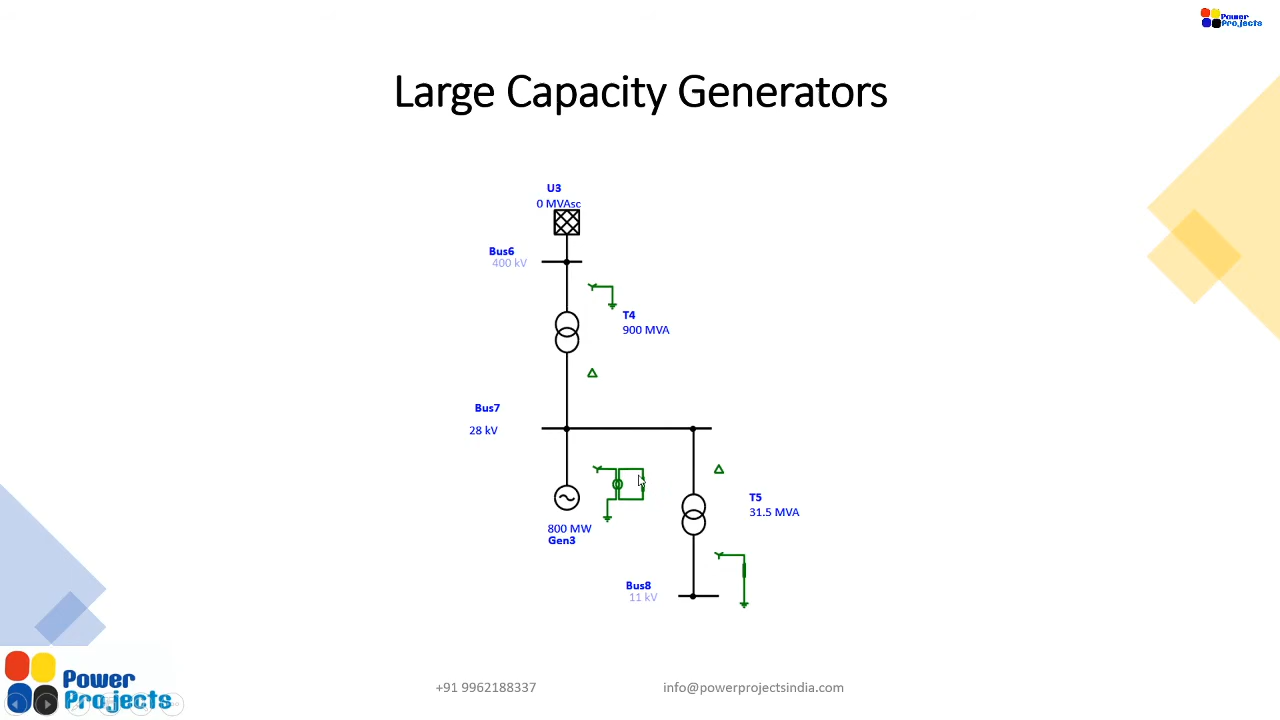 Power
Projects
Large Capacity Generators
U3
0 MVAsc
Bus6
400 kV
T4
900 MVA
Bus7
28 kV
T5
31.5 MVA
800 MW
Gen3
Bus8
11 kV
Power
Projects
+91 9962188337
info@powerprojectsindia.com